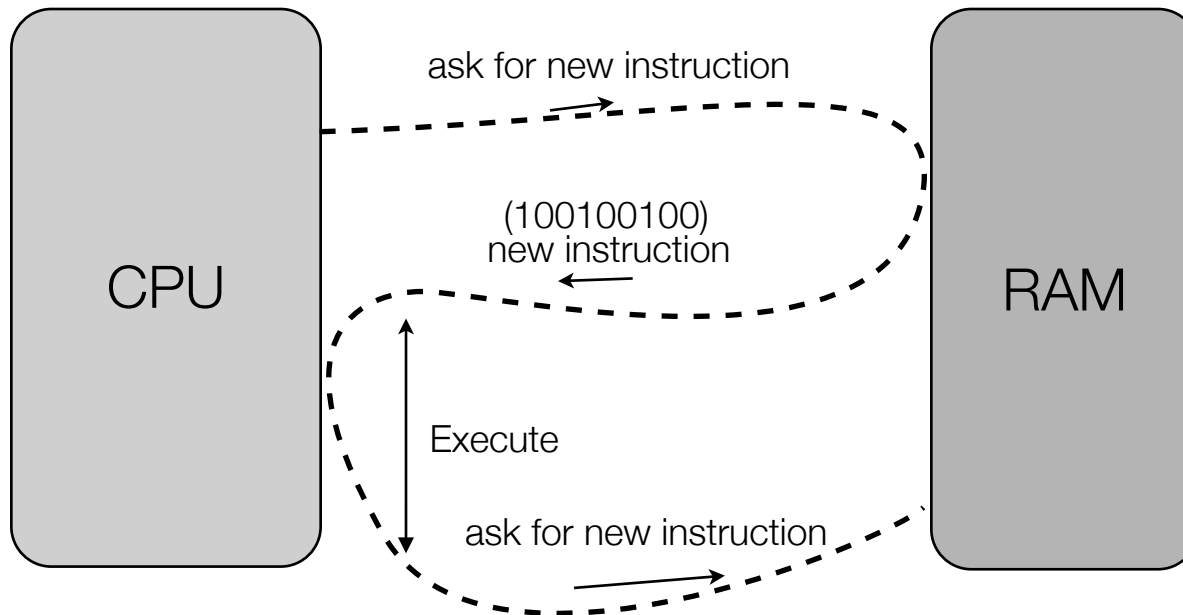 ask for new instruction
(100100100)
new instruction
CPU
RAM
Execute
ask for new instruction